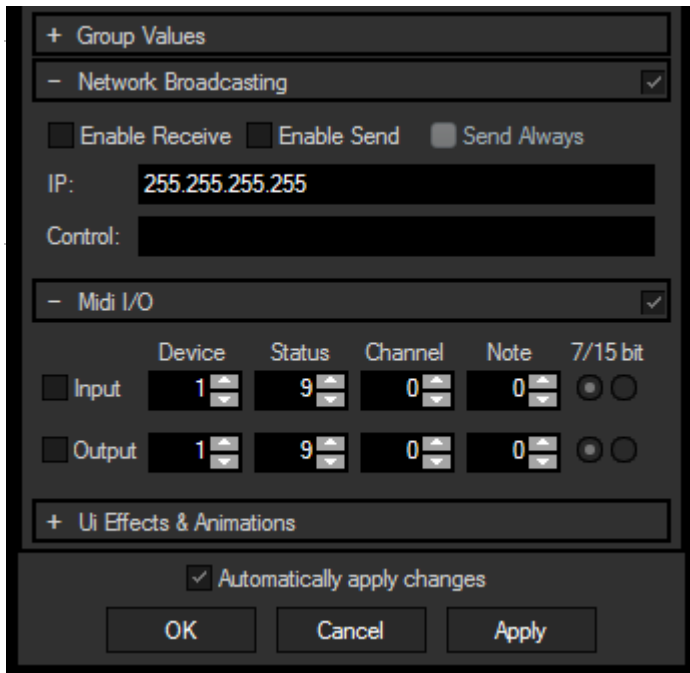 + Group Values
- Network Broadcasting
Enable Receive Enable Send Send Always
IP: 255.255.255.255
Control:
- Midi I/O
Device Status Channel Note 7/15 bit
Input 1 9 0 0
Output 1 9 0 0
+ Ui Effects & Animations
Automatically apply changes
OK Cancel Apply